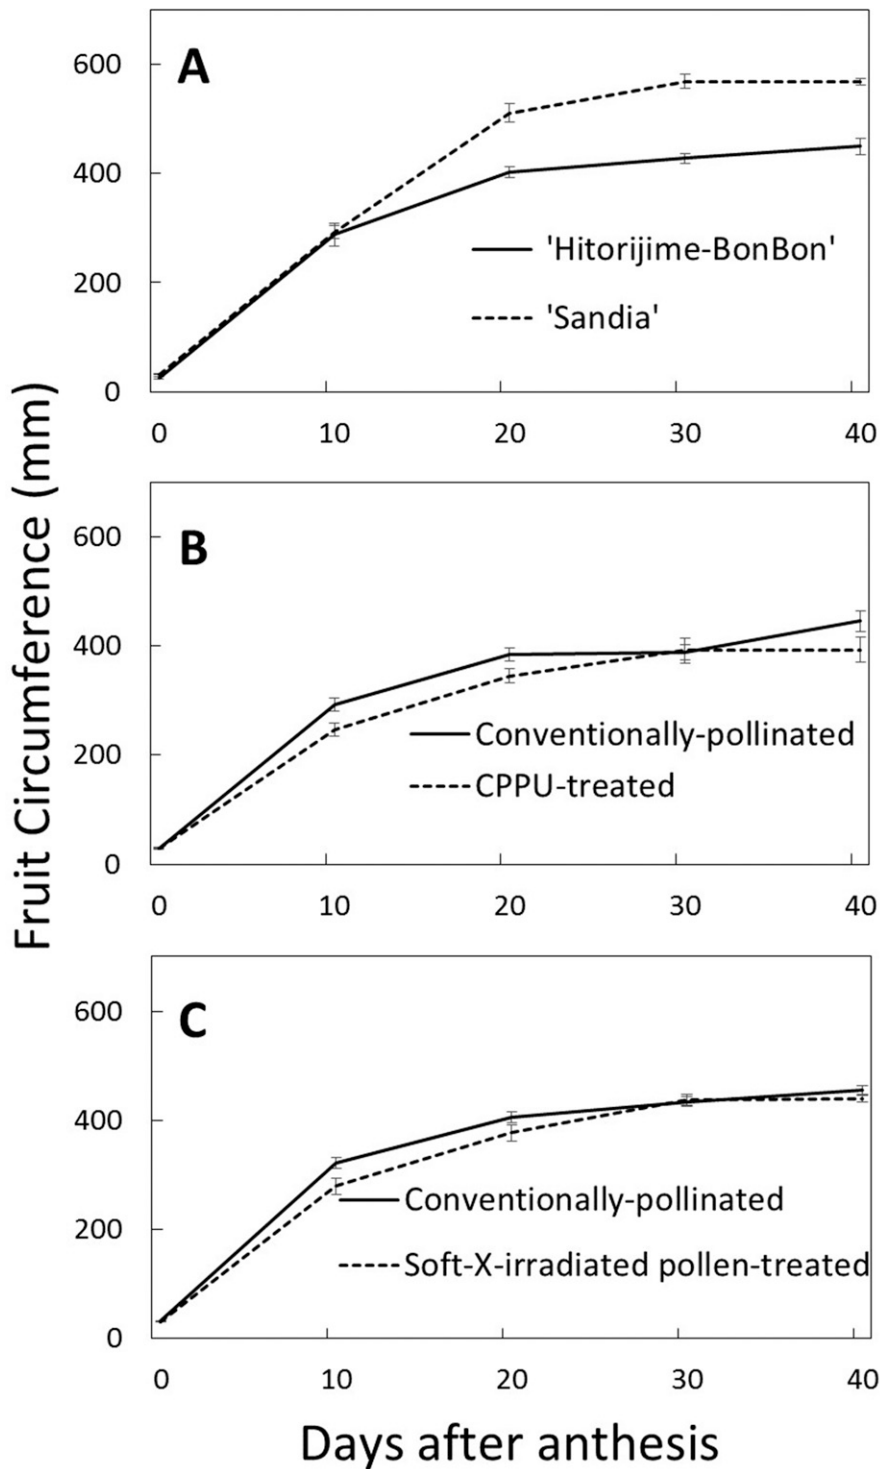 Fruit Circumference (mm)
A
600
400
200
0
'Hitorijime-BonBon'
'Sandia'
0 10 20 30 40
B
600
400
200
0
Conventionally-pollinated
CPPU-treated
0 10 20 30 40
C
600
400
200
0
Conventionally-pollinated
Soft-X-irradiated pollen-treated
0 10 20 30 40
Days after anthesis